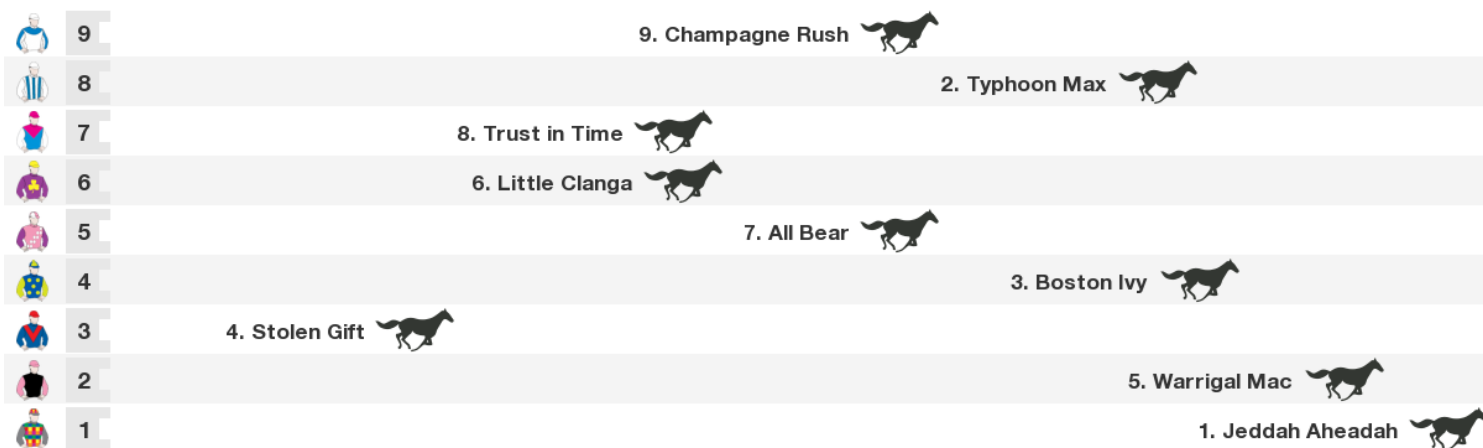 9 9. Champagne Rush
8 2. Typhoon Max
7 8. Trust in Time
6 6. Little Clanga
5 7. All Bear
4 3. Boston Ivy
3 4. Stolen Gift
2 5. Warrigal Mac
1 1. Jeddah Aheadah